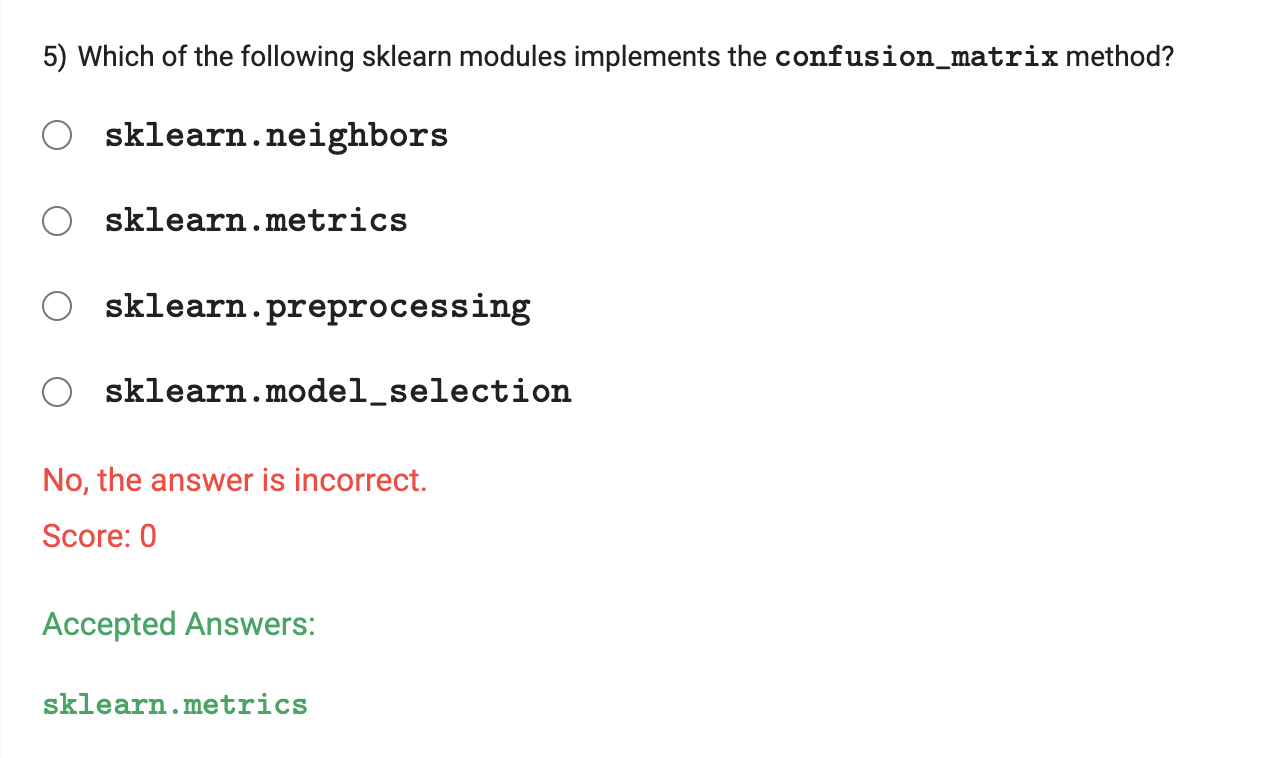 5) Which of the following sklearn modules implements the confusion_matrix method?
sklearn.neighbors
sklearn.metrics
sklearn.preprocessing
sklearn.model_selection
No, the answer is incorrect.
Score: 0
Accepted Answers:
sklearn.metrics